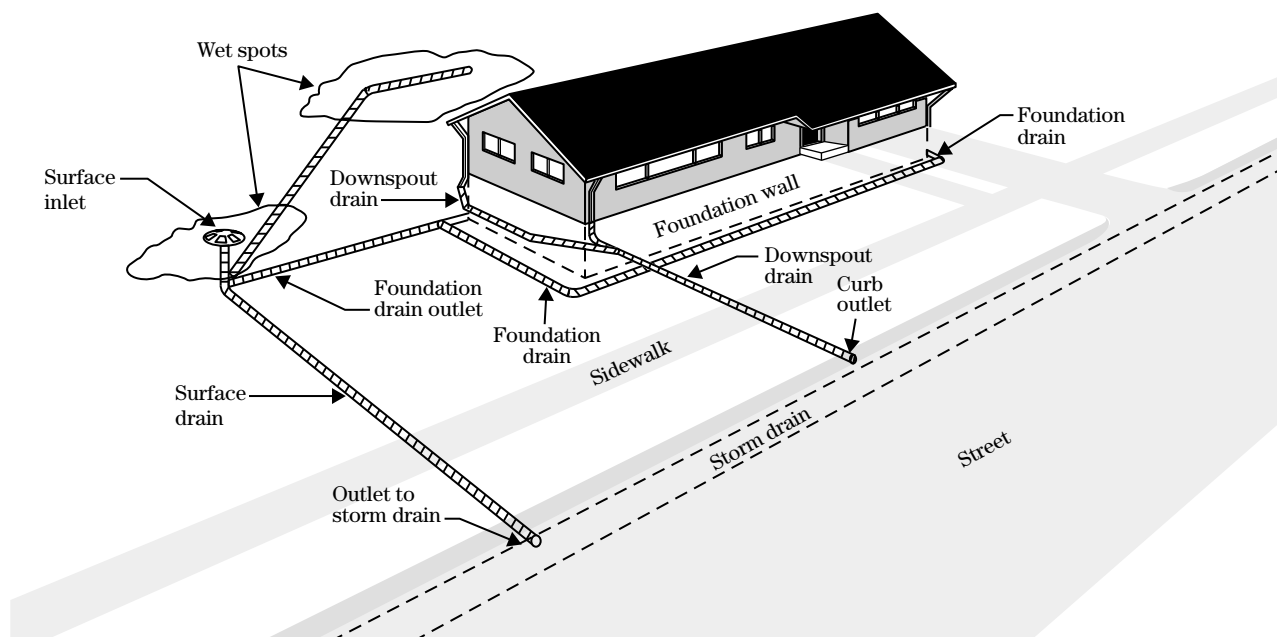 Wet spots
Foundation
drain
Surface
inlet
Downspout
drain
Foundation wall
Downspout
drain
Foundation
drain outlet
Curb
outlet
Foundation
drain
Sidewalk
Surface
drain
Storm drain
Street
Outlet to
storm drain